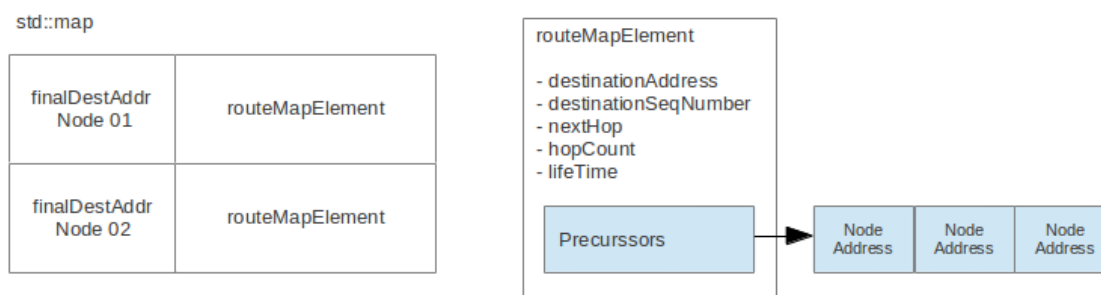 std::map
finalDestAddr
Node 01
routeMapElement
finalDestAddr
Node 02
routeMapElement
routeMapElement
- destinationAddress
- destinationSeqNumber
- nextHop
- hopCount
- lifeTime
Precurssors
Node
Address
Node
Address
Node
Address